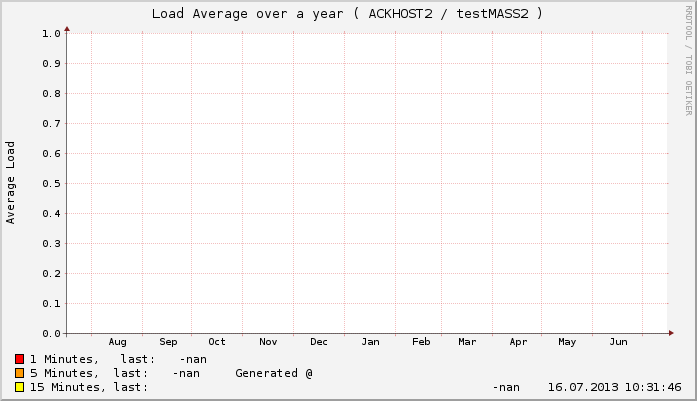 Load Average over a year ( ACKHOST2 / testMASS2 )
RRDTOOL / TOBI OETIKER
Average Load
1.0
0.9
0.8
0.7
0.6
0.5
0.4
0.3
0.2
0.1
0.0
Aug Sep Oct Nov Dec Jan Feb Mar Apr May Jun
1 Minutes, last: -nan
5 Minutes, last: -nan Generated @
15 Minutes, last: -nan 16.07.2013 10:31:46